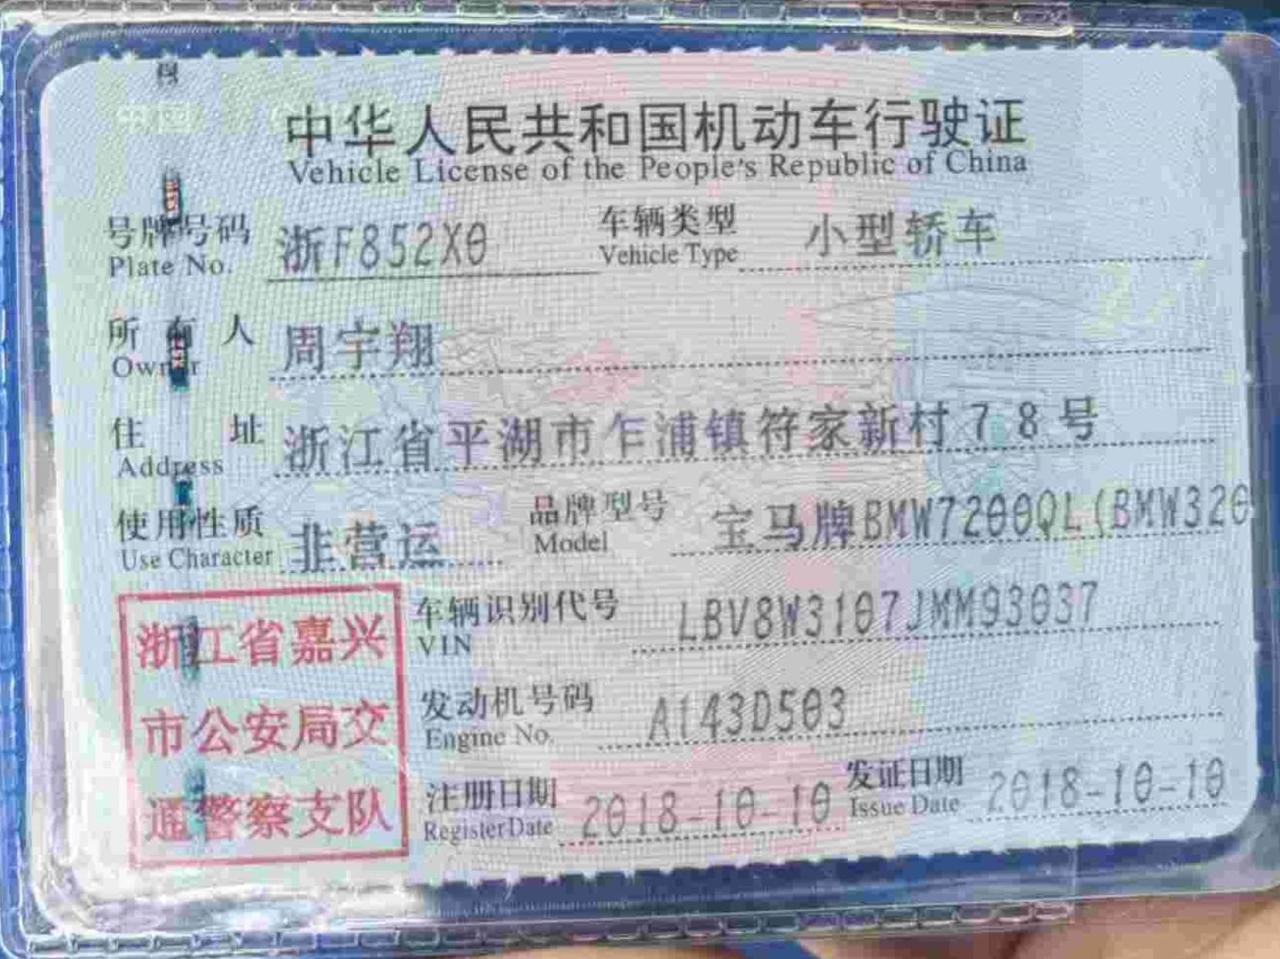 中华人民共和国机动车行驶证
Vehicle License of the People's Republic of China
号牌号码 浙F852X0 车辆类型 小型轿车
Plate No. Vehicle Type
所有人 周宇翔
Owner
住址 浙江省平湖市乍浦镇符家新村78号
Address
使用性质 非营运 品牌型号 宝马牌BMW7200QL(BMW320
Use Character Model
浙江省嘉兴
市公安局交
通警察支队
车辆识别代号 LBV8W3107JMM93037
VIN
发动机号码 A143D503
Engine No.
注册日期 2018-10-10 发证日期 2018-10-10
Register Date Issue Date